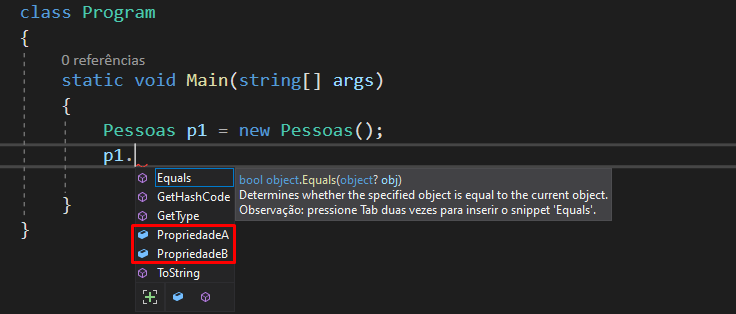 class Program
{
0 referências
static void Main(string[] args)
{
Pessoas p1 = new Pessoas();
p1.
Equals
GetHashCode
GetType
PropriedadeA
PropriedadeB
ToString
bool object.Equals(object? obj)
Determines whether the specified object is equal to the current object.
Observação: pressione Tab duas vezes para inserir o snippet 'Equals'.
}
}